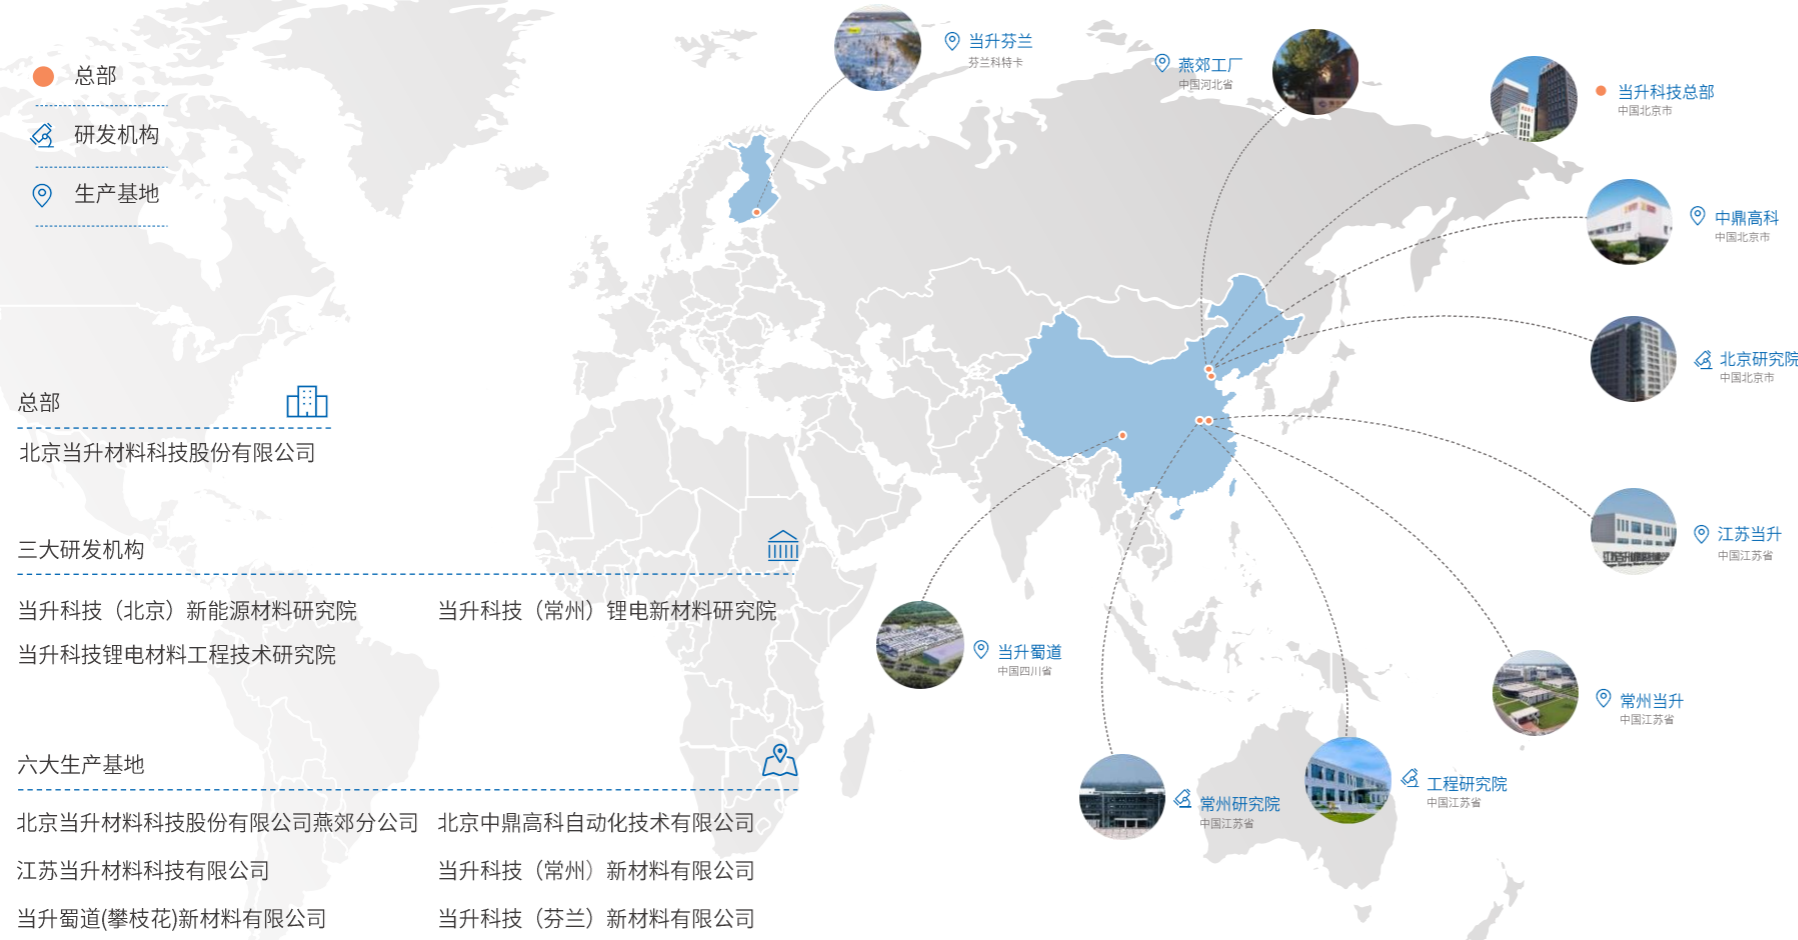 总部
研发机构
生产基地
当升芬兰
芬兰科特卡
燕郊工厂
中国河北省
当升科技总部
中国北京市
中鼎高科
中国北京市
北京研究院
中国北京市
江苏当升
中国江苏省
常州当升
中国江苏省
工程研究院
中国江苏省
常州研究院
中国江苏省
当升蜀道
中国四川省
总部
北京当升材料科技股份有限公司
三大研发机构
当升科技（北京）新能源材料研究院
当升科技（常州）锂电新材料研究院
当升科技锂电材料工程技术研究院
六大生产基地
北京当升材料科技股份有限公司燕郊分公司
北京中鼎高科自动化技术有限公司
江苏当升材料科技有限公司
当升科技（常州）新材料有限公司
当升蜀道(攀枝花)新材料有限公司
当升科技（芬兰）新材料有限公司